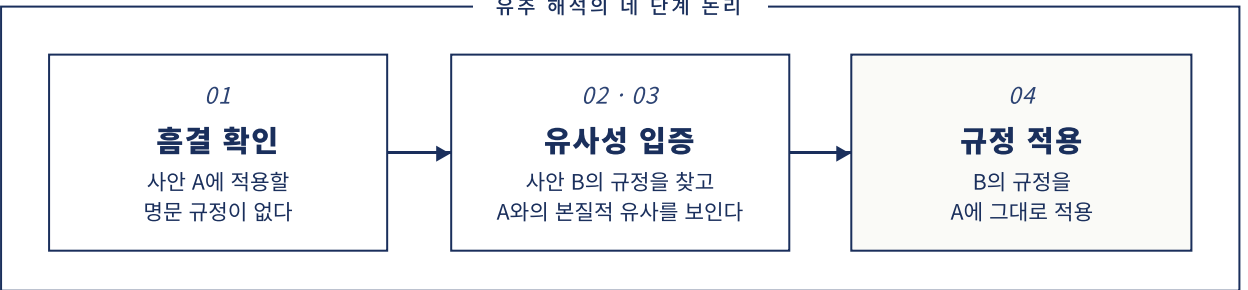 유추 해석의 네 단계 논리
01
흠결 확인
사안 A에 적용할
명문 규정이 없다
02 · 03
유사성 입증
사안 B의 규정을 찾고
A와의 본질적 유사를 보인다
04
규정 적용
B의 규정을
A에 그대로 적용